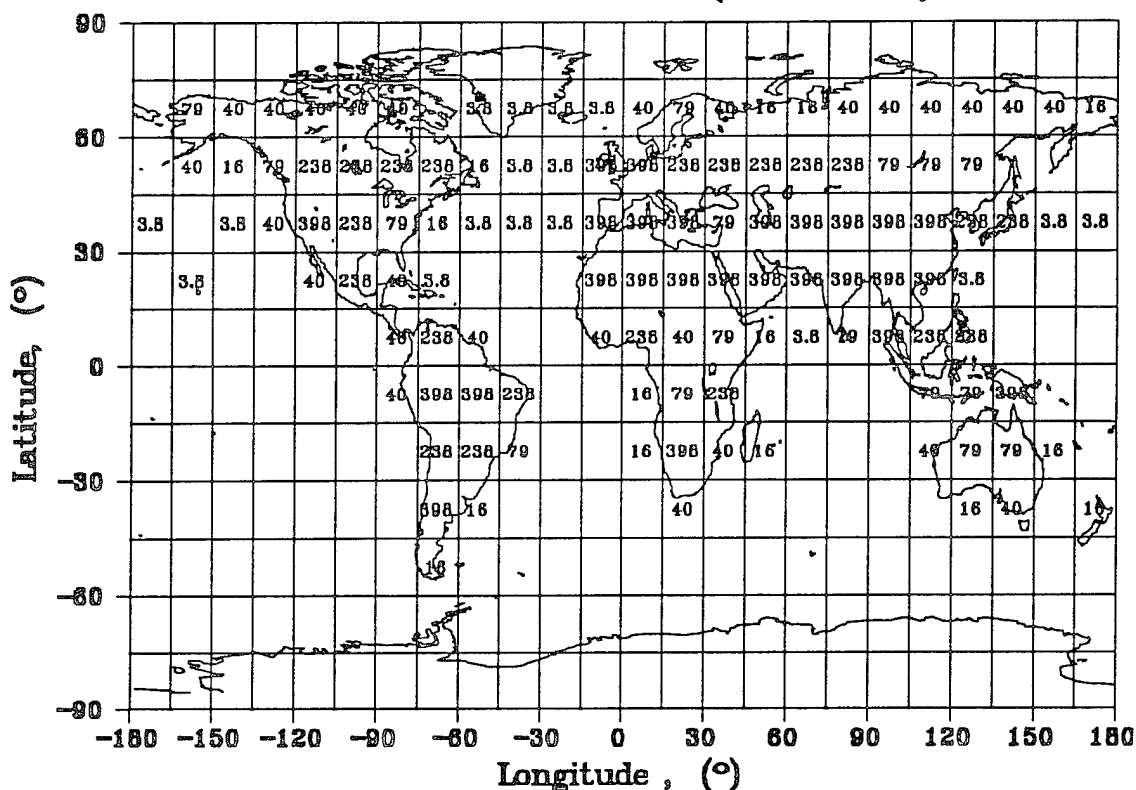 90
79 40 40 40 40 40 3.8 3.8 3.8 3.8 40 79 40 16 16 40 40 40 40 40 40 16
60
40 16 79 238 238 238 238 16 3.8 3.8 398 398 238 238 238 238 238 79 79 79
3.8 3.8 40 398 238 79 16 3.8 3.8 3.8 398 398 398 79 398 398 398 398 398 238 238 3.8 3.8
30
3.8 40 238 40 3.8 398 398 398 398 398 398 398 398 398 3.8
40 238 40 40 238 40 79 16 3.8 79 398 238 238
0
40 398 398 238 16 79 238 79 79 398
238 238 79 16 398 40 16 40 79 79 16
-30
398 16 40 16 40 16
16
-60
-90
-180 -150 -120 -90 -60 -30 0 30 60 90 120 150 180
Latitude, (°)
Longitude , (°)